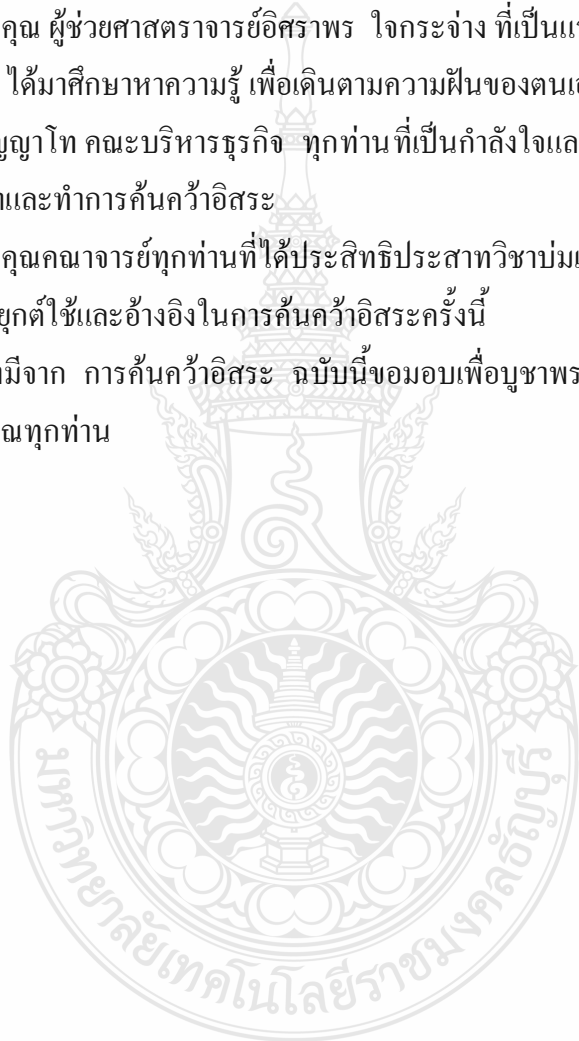 คุณ ผู้ช่วยศาสตราจารย์อิศราพร ใจกระจ่าง ที่เป็นแร
ได้มาศึกษาหาความรู้ เพื่อเดินตามความฝันของตนเอ
ญญาโท คณะบริหารธุรกิจ ทุกท่านที่เป็นกำลังใจแล
และทำการค้นคว้าอิสระ
คุณคณาจารย์ทุกท่านที่ได้ประสิทธิประสาทวิชาบ่มเ
ยุกต์ใช้และอ้างอิงในการค้นคว้าอิสระครั้งนี้
มีจาก การค้นคว้าอิสระ ฉบับนี้ขอมอบเพื่อบูชาพร
ณทุกท่าน
มหาวิทยาลัยเทคโนโลยีราชมงคลธัญบุรี